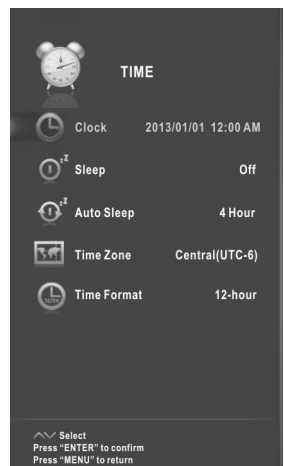 TIME
Clock 2013/01/01 12:00 AM
Sleep Off
Auto Sleep 4 Hour
Time Zone Central(UTC-6)
Time Format 12-hour
Select
Press “ENTER” to confirm
Press “MENU” to return